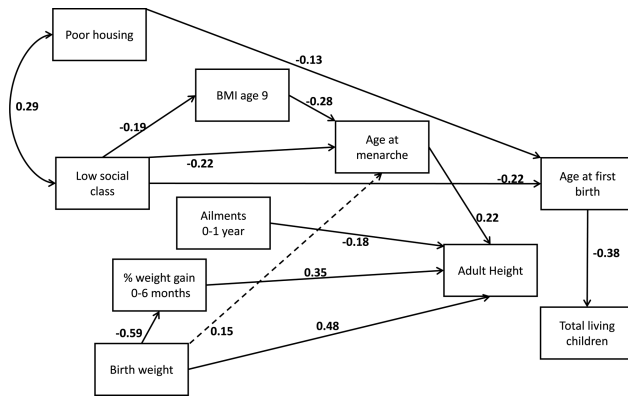 Poor housing
-0.13
0.29
BMI age 9
-0.28
-0.19
Age at
menarche
-0.22
Low social
class
-0.22
Age at first
birth
Ailments
0-1 year
0.22
-0.18
-0.38
% weight gain
0-6 months
0.35
Adult Height
-0.59
0.15
0.48
Total living
children
Birth weight